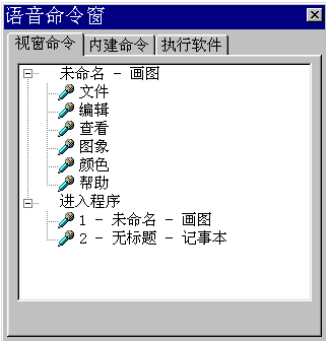 语音命令窗
视窗命令 内建命令 执行软件
未命名 - 画图
文件
编辑
查看
图象
颜色
帮助
进入程序
1 - 未命名 - 画图
2 - 无标题 - 记事本